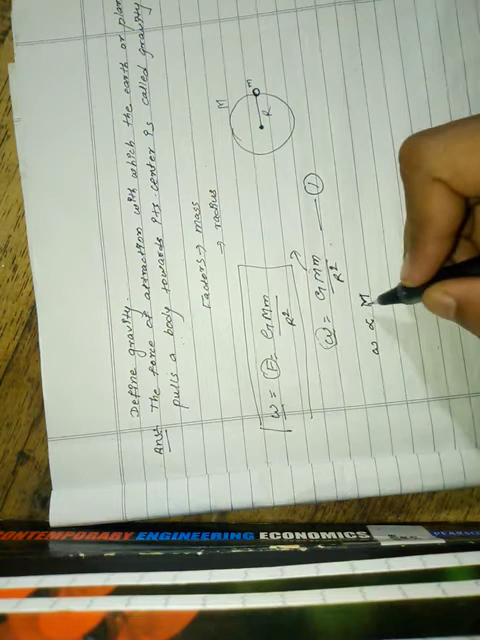 Define gravity.
Ans: The force of attraction with which the earth or plan
pulls a body towards its center is called gravity
Factors → mass
→ radius
M
m
R
w = F = GMm/R²
w = GMm/R² — 1
w ∝ M
CONTEMPORARY ENGINEERING ECONOMICS